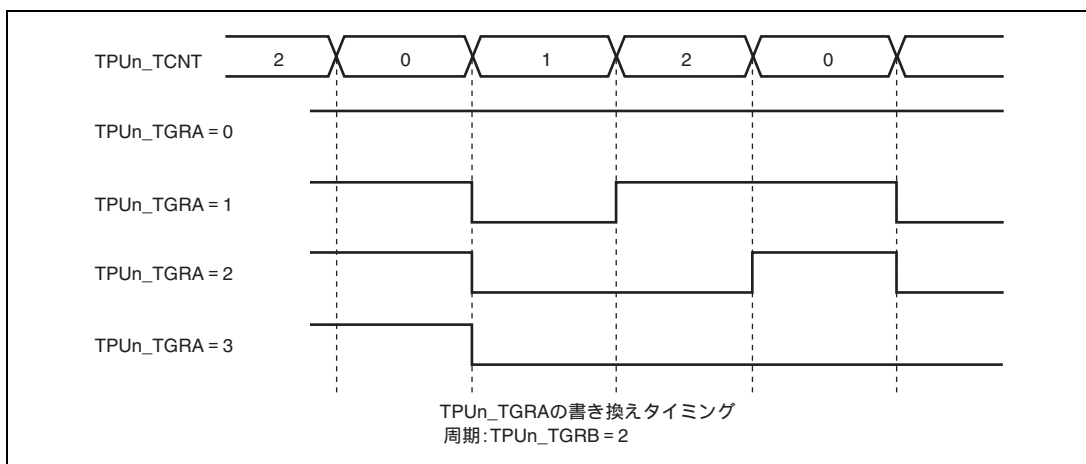 TPUn_TCNT 2 0 1 2 0
TPUn_TGRA = 0
TPUn_TGRA = 1
TPUn_TGRA = 2
TPUn_TGRA = 3
TPUn_TGRAの書き換えタイミング
周期:TPUn_TGRB = 2